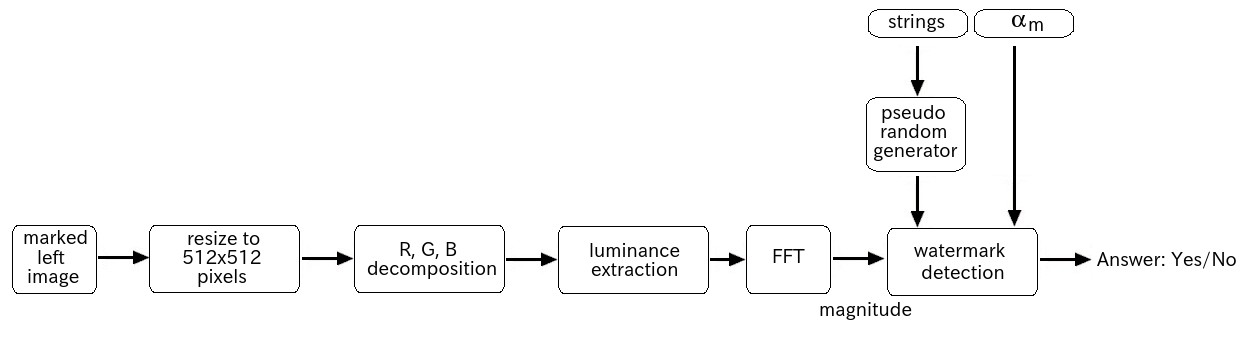 strings
αm
pseudo
random
generator
marked
left
image
resize to
512x512
pixels
R, G, B
decomposition
luminance
extraction
FFT
magnitude
watermark
detection
Answer: Yes/No